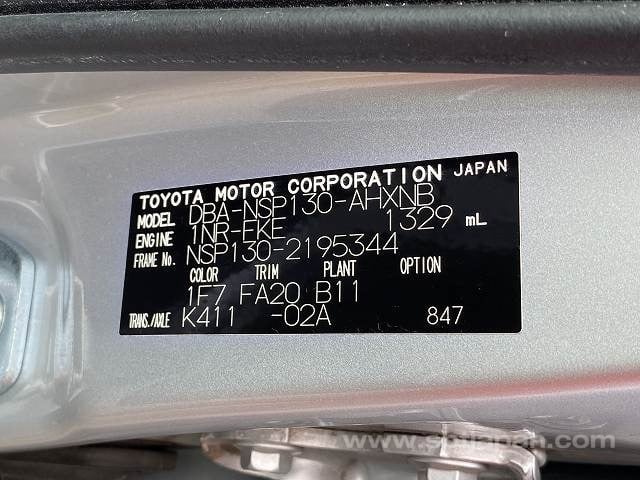 TOYOTA MOTOR CORPORATION JAPAN
MODEL DBA-NSP130-AHXNB
ENGINE 1NR-FKE 1329 mL
FRAME No. NSP130-2195344
COLOR TRIM PLANT OPTION
1F7 FA20 B11
TRANS./AXLE K411 -02A 847
www.sbtjapan.com